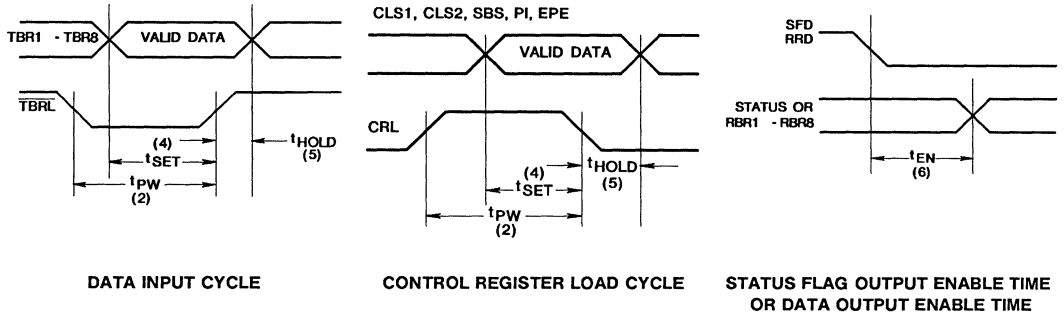 TBR1 - TBR8
VALID DATA
TBRL
(4)
tSET
tHOLD
(5)
tPW
(2)
DATA INPUT CYCLE
CLS1, CLS2, SBS, PI, EPE
VALID DATA
CRL
(4)
tSET
tHOLD
(5)
tPW
(2)
CONTROL REGISTER LOAD CYCLE
SFD
RRD
STATUS OR
RBR1 - RBR8
tEN
(6)
STATUS FLAG OUTPUT ENABLE TIME
OR DATA OUTPUT ENABLE TIME